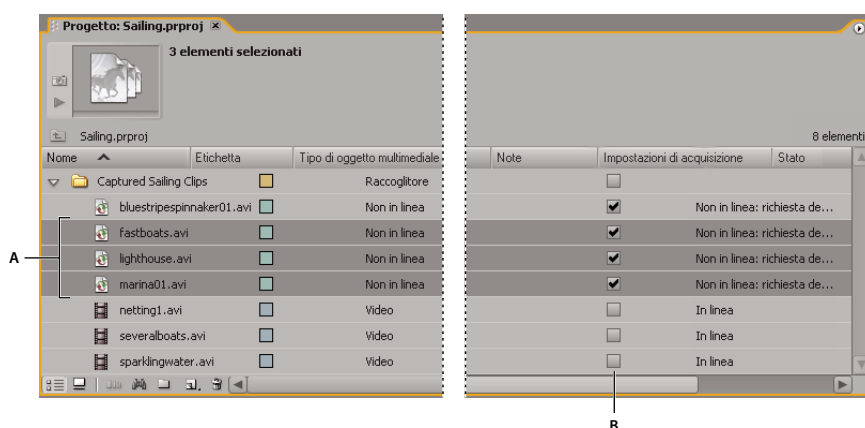 Progetto: Sailing.prproj ×
3 elementi selezionati
Sailing.prproj
8 elementi
Nome Etichetta Tipo di oggetto multimediale Note Impostazioni di acquisizione Stato
Captured Sailing Clips Raccoglitore
bluestripespinnaker01.avi Non in linea Non in linea: richiesta de...
fastboats.avi Non in linea Non in linea: richiesta de...
A
lighthouse.avi Non in linea Non in linea: richiesta de...
marina01.avi Non in linea Non in linea: richiesta de...
netting1.avi Video In linea
severalboats.avi Video In linea
sparklingwater.avi Video In linea
B